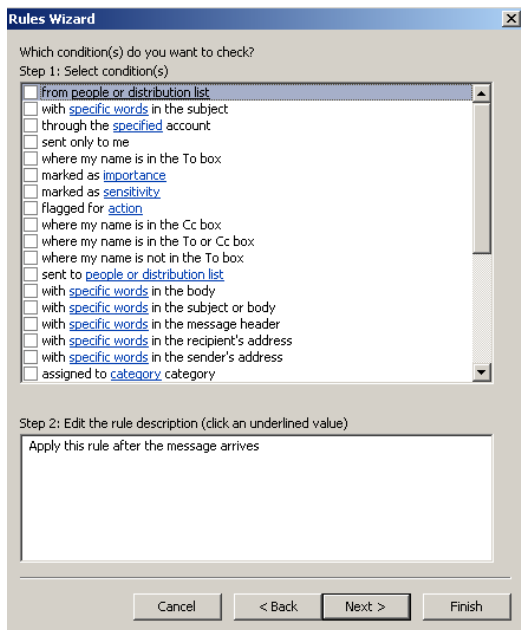 Rules Wizard
Which condition(s) do you want to check?
Step 1: Select condition(s)
from people or distribution list
with specific words in the subject
through the specified account
sent only to me
where my name is in the To box
marked as importance
marked as sensitivity
flagged for action
where my name is in the Cc box
where my name is in the To or Cc box
where my name is not in the To box
sent to people or distribution list
with specific words in the body
with specific words in the subject or body
with specific words in the message header
with specific words in the recipient's address
with specific words in the sender's address
assigned to category category
Step 2: Edit the rule description (click an underlined value)
Apply this rule after the message arrives
Cancel < Back Next > Finish